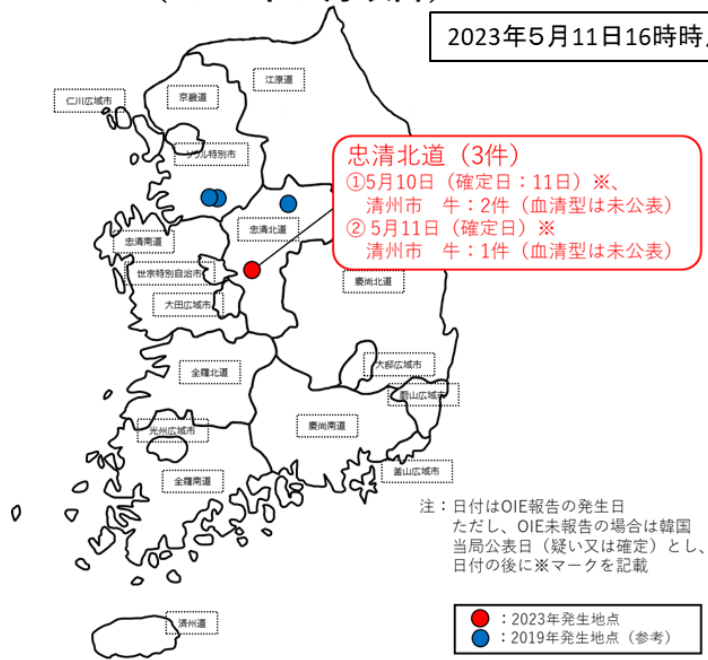 2023年5月11日16時時
江原道
京畿道
仁川広域市
ソウル特別市
忠清北道（3件）
①5月10日（確定日：11日）※、
清州市　牛：2件（血清型は未公表）
② 5月11日（確定日）※
清州市　牛：1件（血清型は未公表）
忠清北道
忠清南道
世宗特別自治市
慶尚北道
大田広域市
大邱広域市
全羅北道
蔚山広域市
慶尚南道
光州広域市
釜山広域市
全羅南道
注：日付はOIE報告の発生日
ただし、OIE未報告の場合は韓国
当局公表日（疑い又は確定）とし、
日付の後に※マークを記載
済州道
：2023年発生地点
：2019年発生地点（参考）